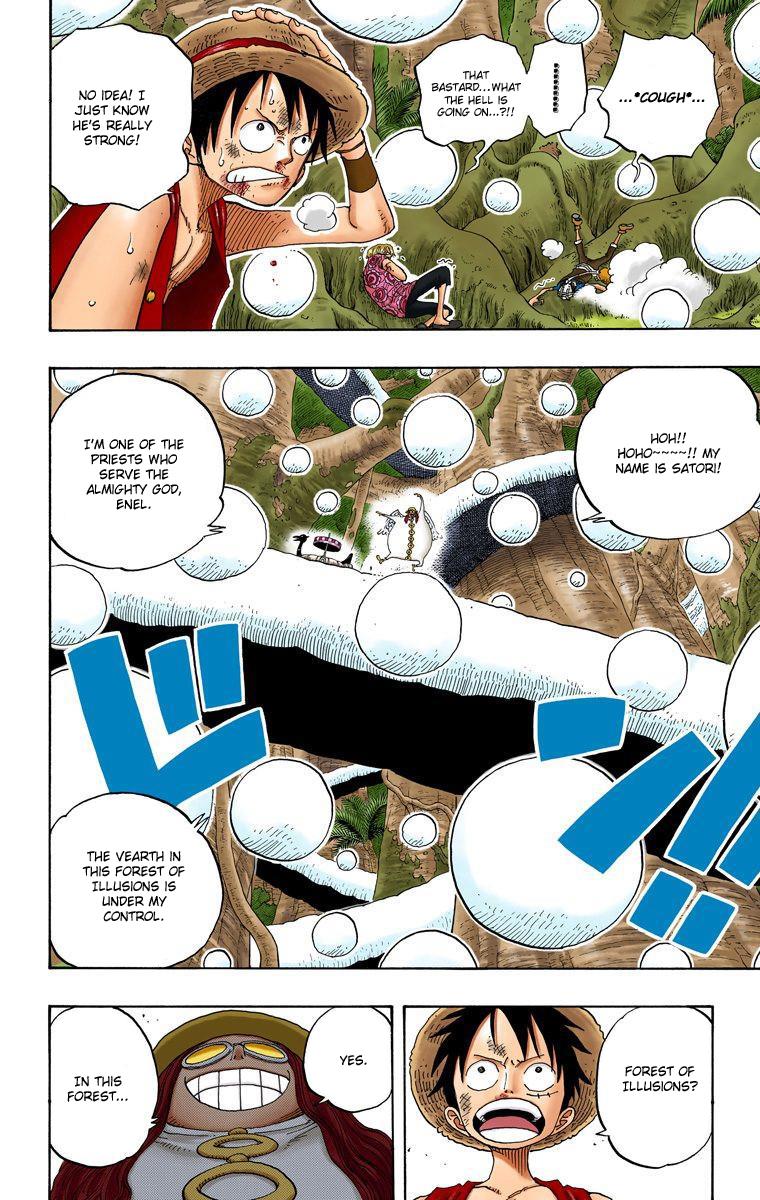 ...*COUGH*...
!!!!!!!!!!
THAT
BASTARD...WHAT
THE HELL IS
GOING ON...?!!
NO IDEA! I
JUST KNOW
HE'S REALLY
STRONG!
HOH!!
HOHO~~~~!! MY
NAME IS SATORI!
I'M ONE OF THE
PRIESTS WHO
SERVE THE
ALMIGHTY GOD,
ENEL.
ドン!!
THE VEARTH IN
THIS FOREST OF
ILLUSIONS IS
UNDER MY
CONTROL.
FOREST OF
ILLUSIONS?
YES.
IN THIS
FOREST...